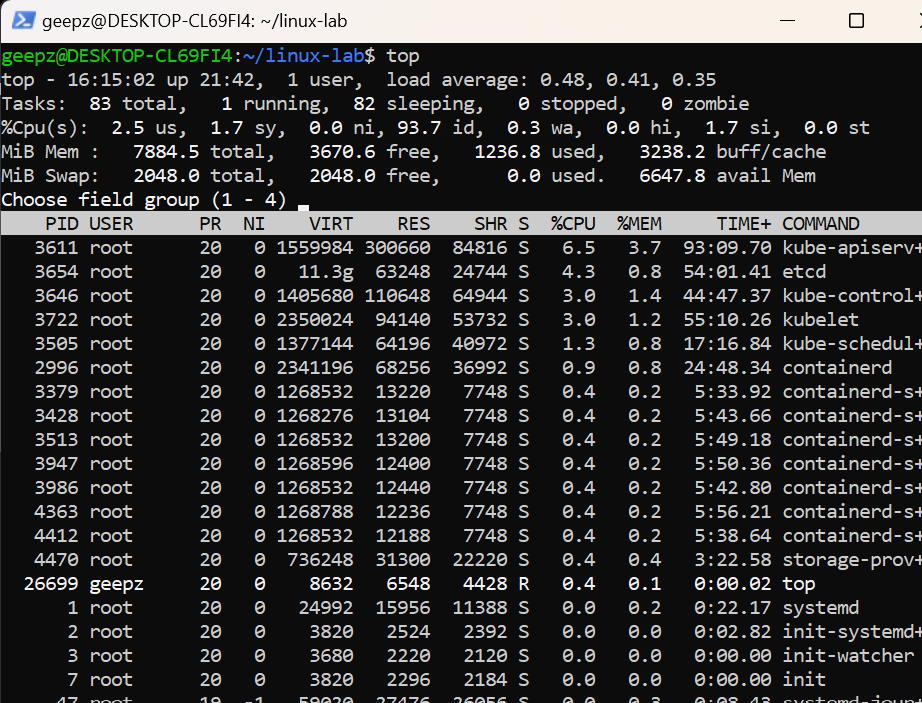 geepz@DESKTOP-CL69FI4: ~/linux-lab
geepz@DESKTOP-CL69FI4:~/linux-lab$ top
top - 16:15:02 up 21:42,  1 user,  load average: 0.48, 0.41, 0.35
Tasks:  83 total,   1 running,  82 sleeping,   0 stopped,   0 zombie
%Cpu(s):  2.5 us,  1.7 sy,  0.0 ni, 93.7 id,  0.3 wa,  0.0 hi,  1.7 si,  0.0 st
MiB Mem :   7884.5 total,   3670.6 free,   1236.8 used,   3238.2 buff/cache
MiB Swap:   2048.0 total,   2048.0 free,      0.0 used.   6647.8 avail Mem
Choose field group (1 - 4)
PID USER      PR  NI    VIRT    RES    SHR S  %CPU  %MEM     TIME+ COMMAND
3611 root      20   0 1559984 300660  84816 S   6.5   3.7  93:09.70 kube-apiserv+
3654 root      20   0   11.3g  63248  24744 S   4.3   0.8  54:01.41 etcd
3646 root      20   0 1405680 110648  64944 S   3.0   1.4  44:47.37 kube-control+
3722 root      20   0 2350024  94140  53732 S   3.0   1.2  55:10.26 kubelet
3505 root      20   0 1377144  64196  40972 S   1.3   0.8  17:16.84 kube-schedul+
2996 root      20   0 2341196  68256  36992 S   0.9   0.8  24:48.34 containerd
3379 root      20   0 1268532  13220   7748 S   0.4   0.2   5:33.92 containerd-s+
3428 root      20   0 1268276  13104   7748 S   0.4   0.2   5:43.66 containerd-s+
3513 root      20   0 1268532  13200   7748 S   0.4   0.2   5:49.18 containerd-s+
3947 root      20   0 1268596  12400   7748 S   0.4   0.2   5:50.36 containerd-s+
3986 root      20   0 1268532  12440   7748 S   0.4   0.2   5:42.80 containerd-s+
4363 root      20   0 1268788  12236   7748 S   0.4   0.2   5:56.21 containerd-s+
4412 root      20   0 1268532  12188   7748 S   0.4   0.2   5:38.64 containerd-s+
4470 root      20   0  736248  31300  22220 S   0.4   0.4   3:22.58 storage-prov+
26699 geepz     20   0    8632   6548   4428 R   0.4   0.1   0:00.02 top
1 root      20   0   24992  15956  11388 S   0.0   0.2   0:22.17 systemd
2 root      20   0    3820   2524   2392 S   0.0   0.0   0:02.82 init-systemd+
3 root      20   0    3680   2220   2120 S   0.0   0.0   0:00.00 init-watcher
7 root      20   0    3820   2296   2184 S   0.0   0.0   0:00.00 init
47 root      19  -1   59020  27476  26056 S   0.0   0.3   0:08.43 systemd-jour+